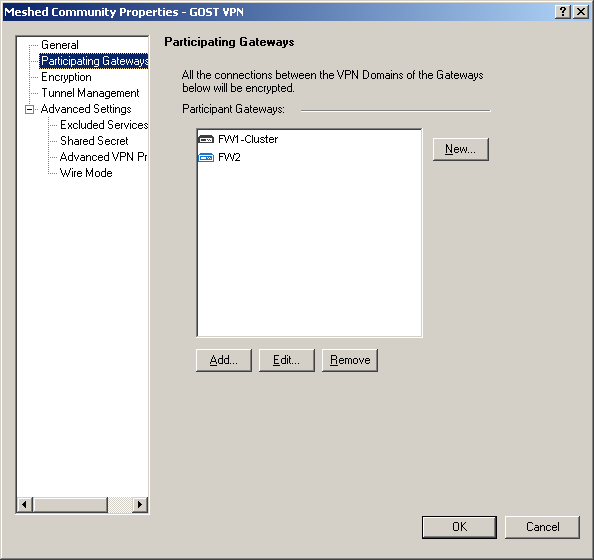 Meshed Community Properties - GOST VPN
General
Participating Gateways
Encryption
Tunnel Management
Advanced Settings
Excluded Services
Shared Secret
Advanced VPN Pr
Wire Mode
Participating Gateways
All the connections between the VPN Domains of the Gateways
below will be encrypted.
Participant Gateways:
FW1-Cluster
FW2
New...
Add...
Edit...
Remove
OK
Cancel